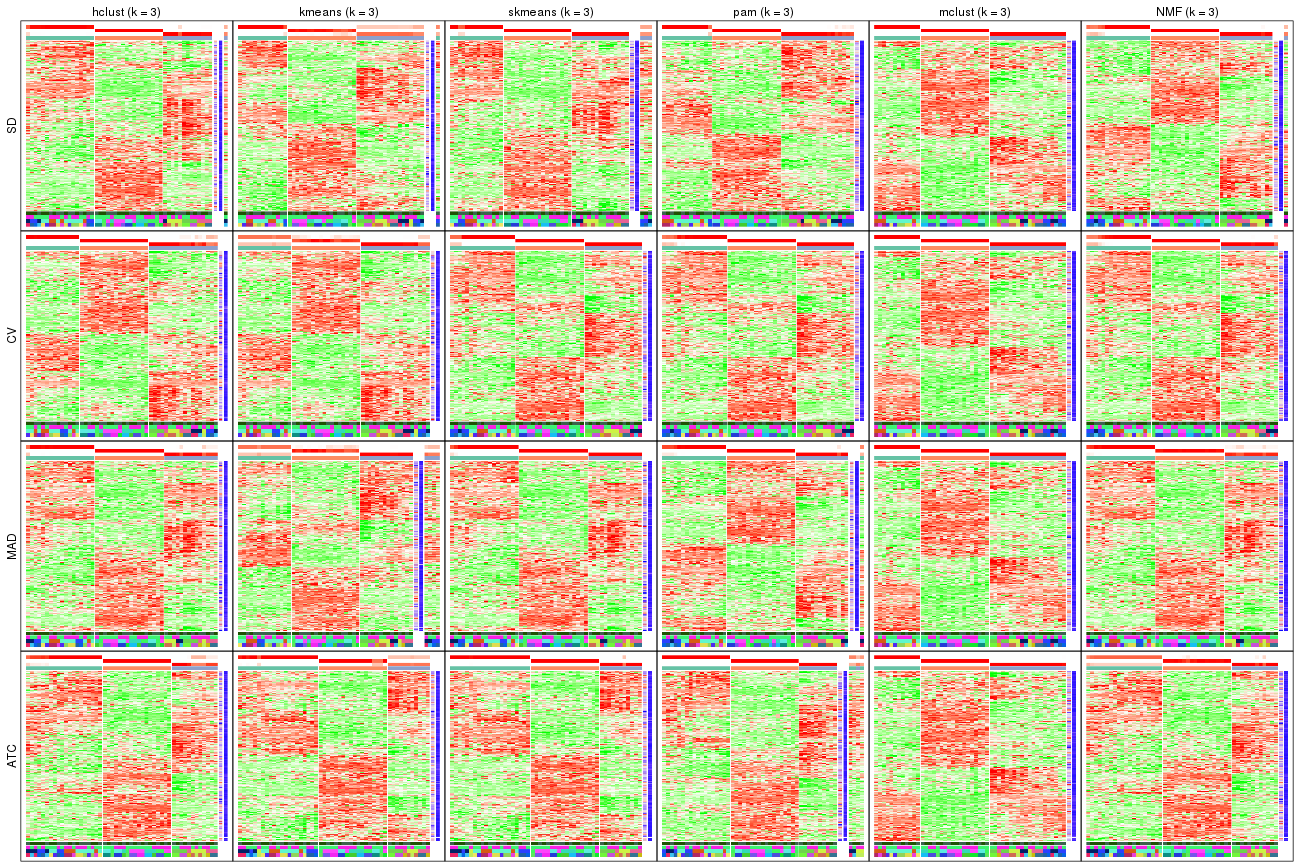 hclust (k = 3) kmeans (k = 3) skmeans (k = 3) pam (k = 3) mclust (k = 3) NMF (k = 3)
SD
CV
MAD
ATC